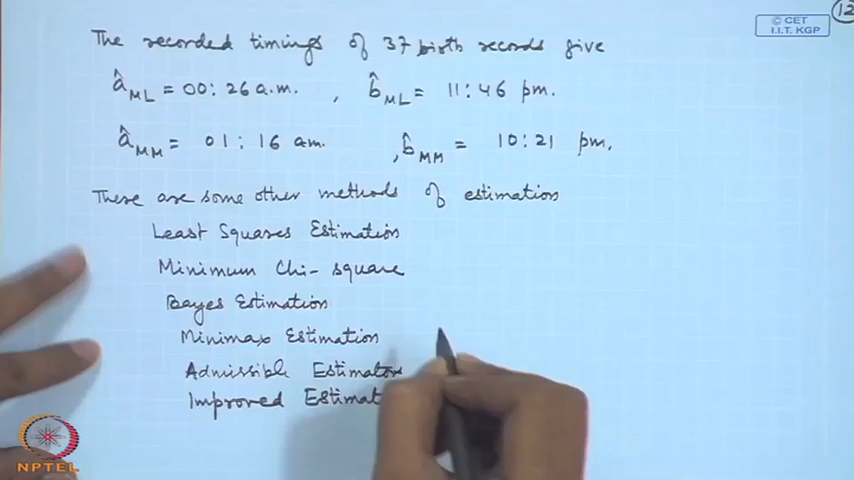 12
© CET
I.I.T. KGP
The recorded timings of 37 birth records give
â_ML = 00:26 a.m. , b̂_ML = 11:46 pm.
â_MM = 01:16 am. , b̂_MM = 10:21 pm.
There are some other methods of estimation
Least Squares Estimation
Minimum Chi-square
Bayes Estimation
Minimax Estimation
Admissible Estimators
Improved Estimat
NPTEL